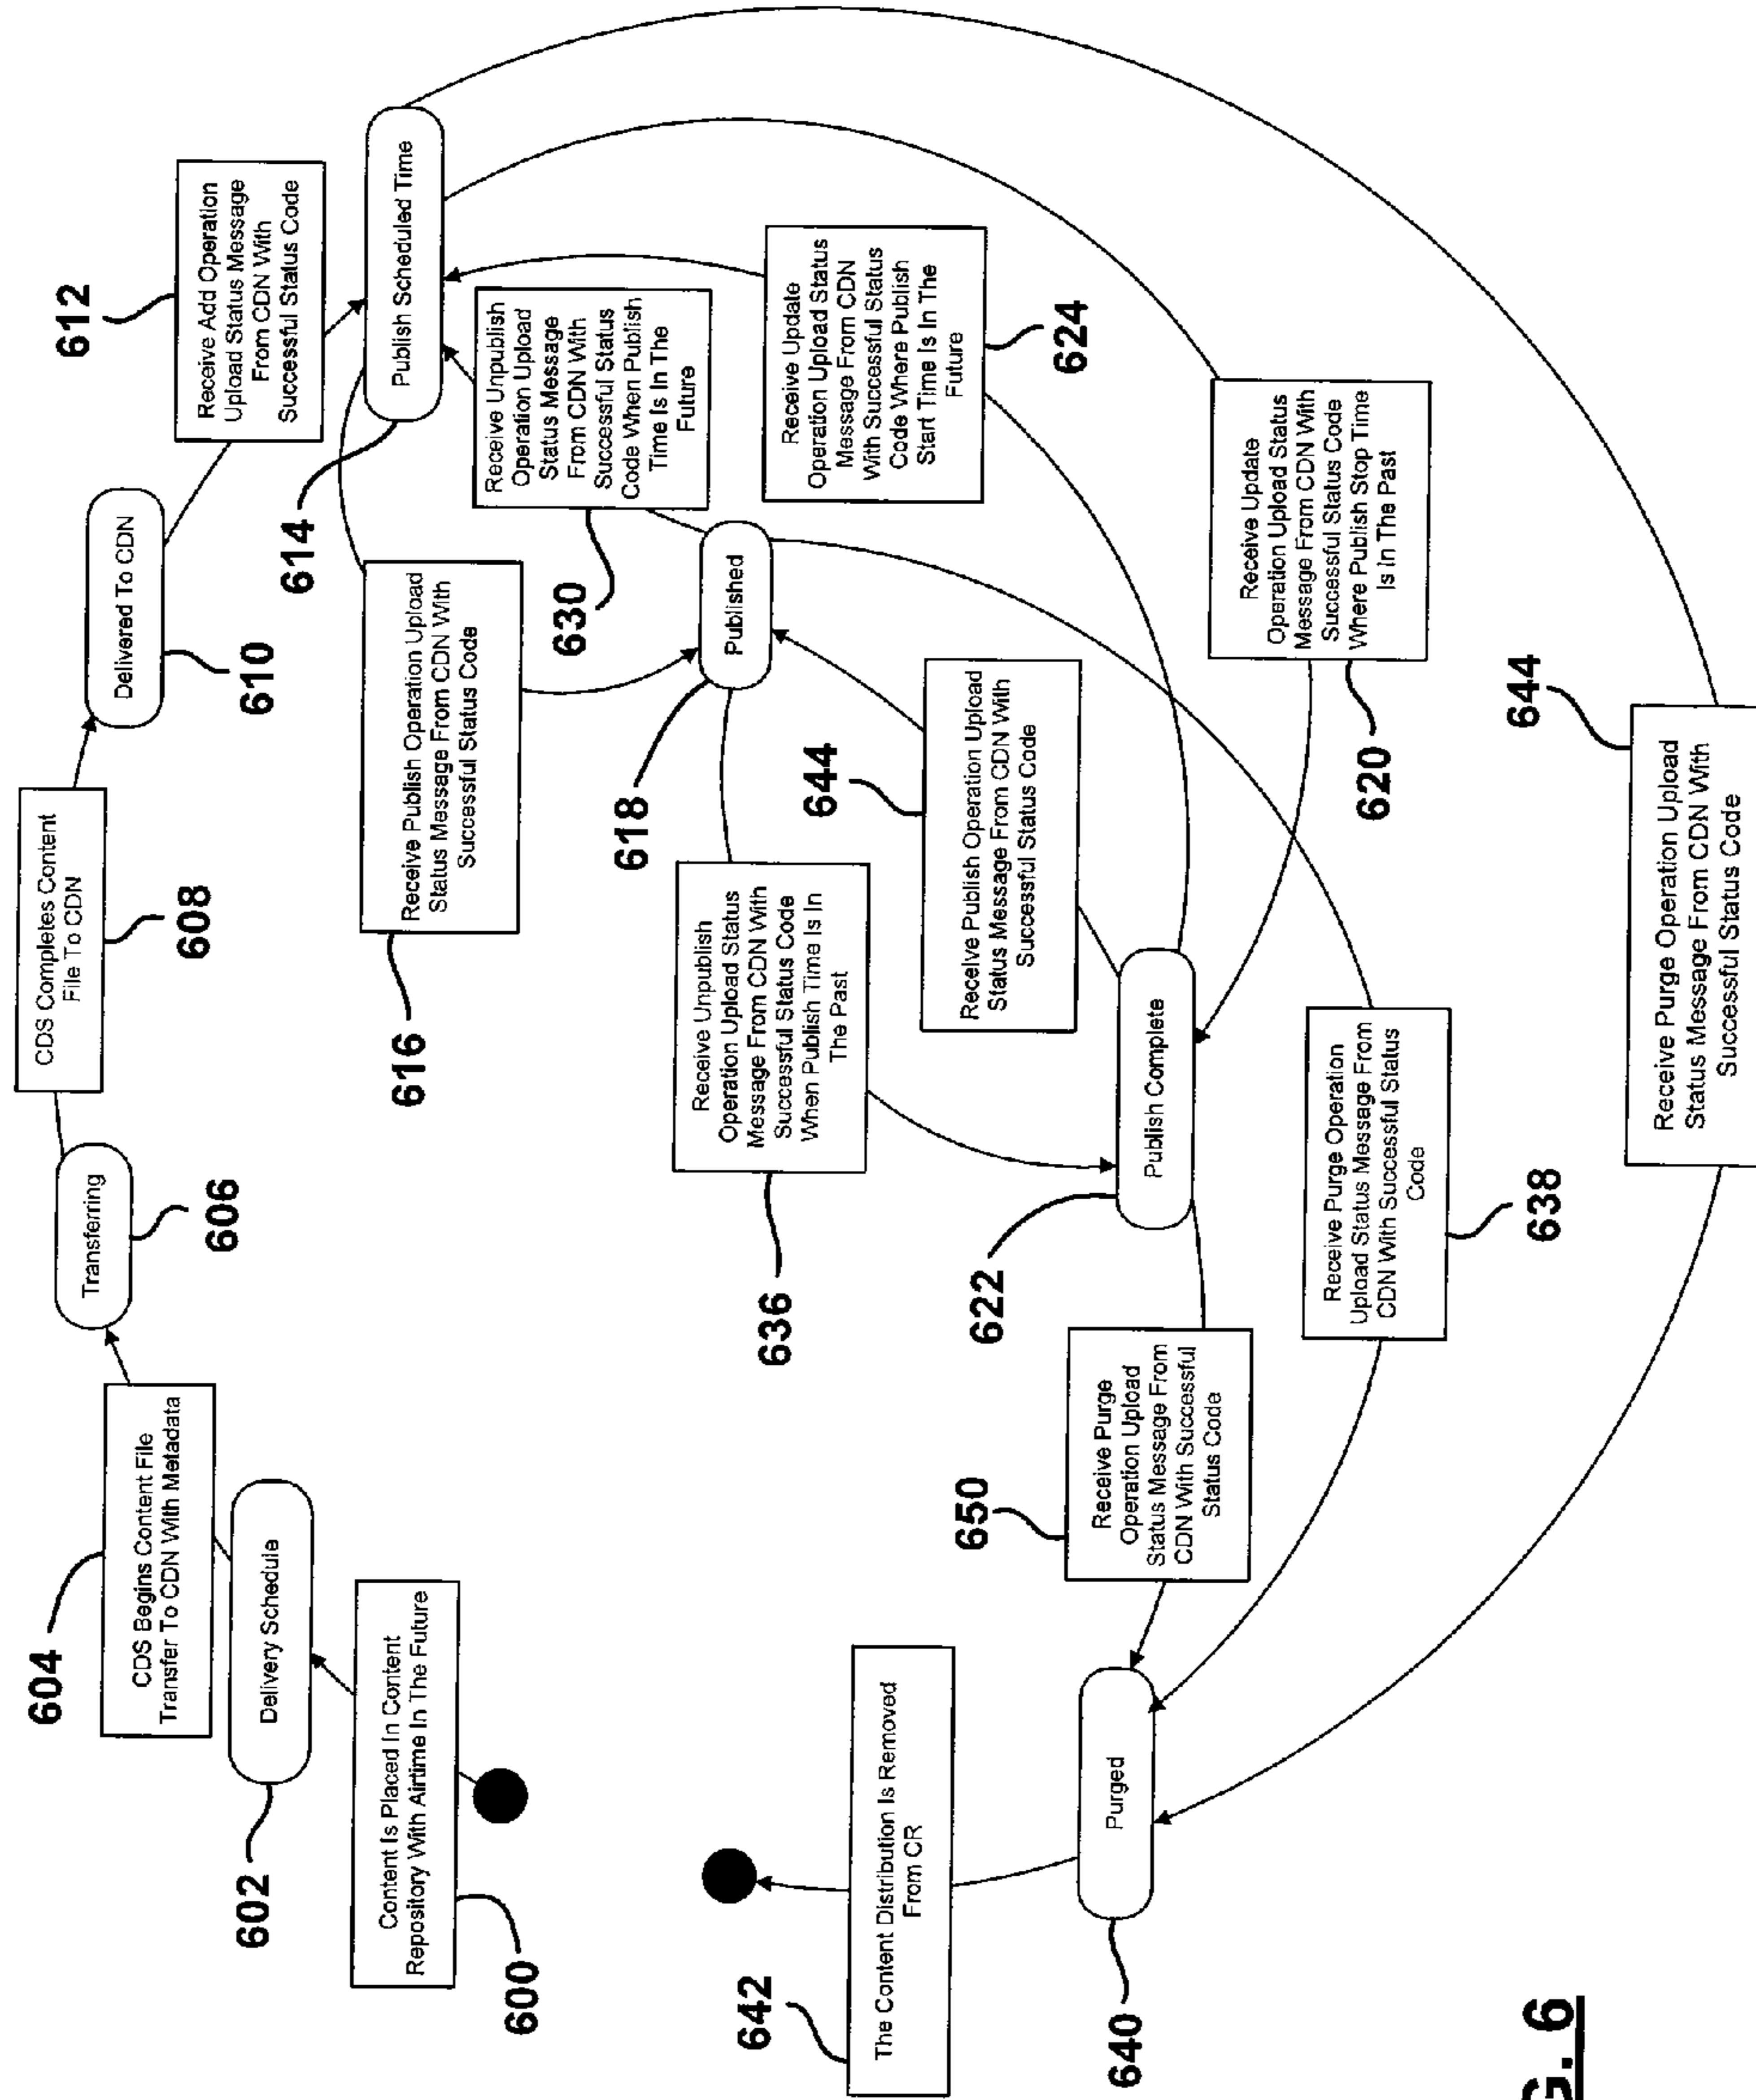 612
Receive Add Operation
Upload Status Message
From CDN With
Successful Status Code
Publish Scheduled Time
614
Delivered To CDN
610
CDS Completes Content
File To CDN
608
Transferring
606
604
CDS Begins Content File
Transfer To CDN With Metadata
Delivery Schedule
602
Content Is Placed In Content
Repository With Airtime In The Future
600
Receive Publish Operation Upload
Status Message From CDN With
Successful Status Code
616
Receive Unpublish
Operation Upload
Status Message
From CDN With
Successful Status
Code When Publish
Time Is In The
Future
630
Receive Update
Operation Upload Status
Message From CDN
With Successful Status
Code Where Publish
Start Time Is In The
Future
624
Published
618
644
Receive Publish Operation Upload
Status Message From CDN With
Successful Status Code
Receive Unpublish
Operation Upload Status
Message From CDN With
Successful Status Code
When Publish Time Is In
The Past
636
Receive Update
Operation Upload Status
Message From CDN With
Successful Status Code
Where Publish Stop Time
Is In The Past
620
Publish Complete
622
650
Receive Purge
Operation Upload
Status Message From
CDN With Successful
Status Code
Receive Purge Operation
Upload Status Message From
CDN With Successful Status
Code
638
644
Receive Purge Operation Upload
Status Message From CDN With
Successful Status Code
Purged
640
The Content Distribution Is Removed
From CR
642
G. 6